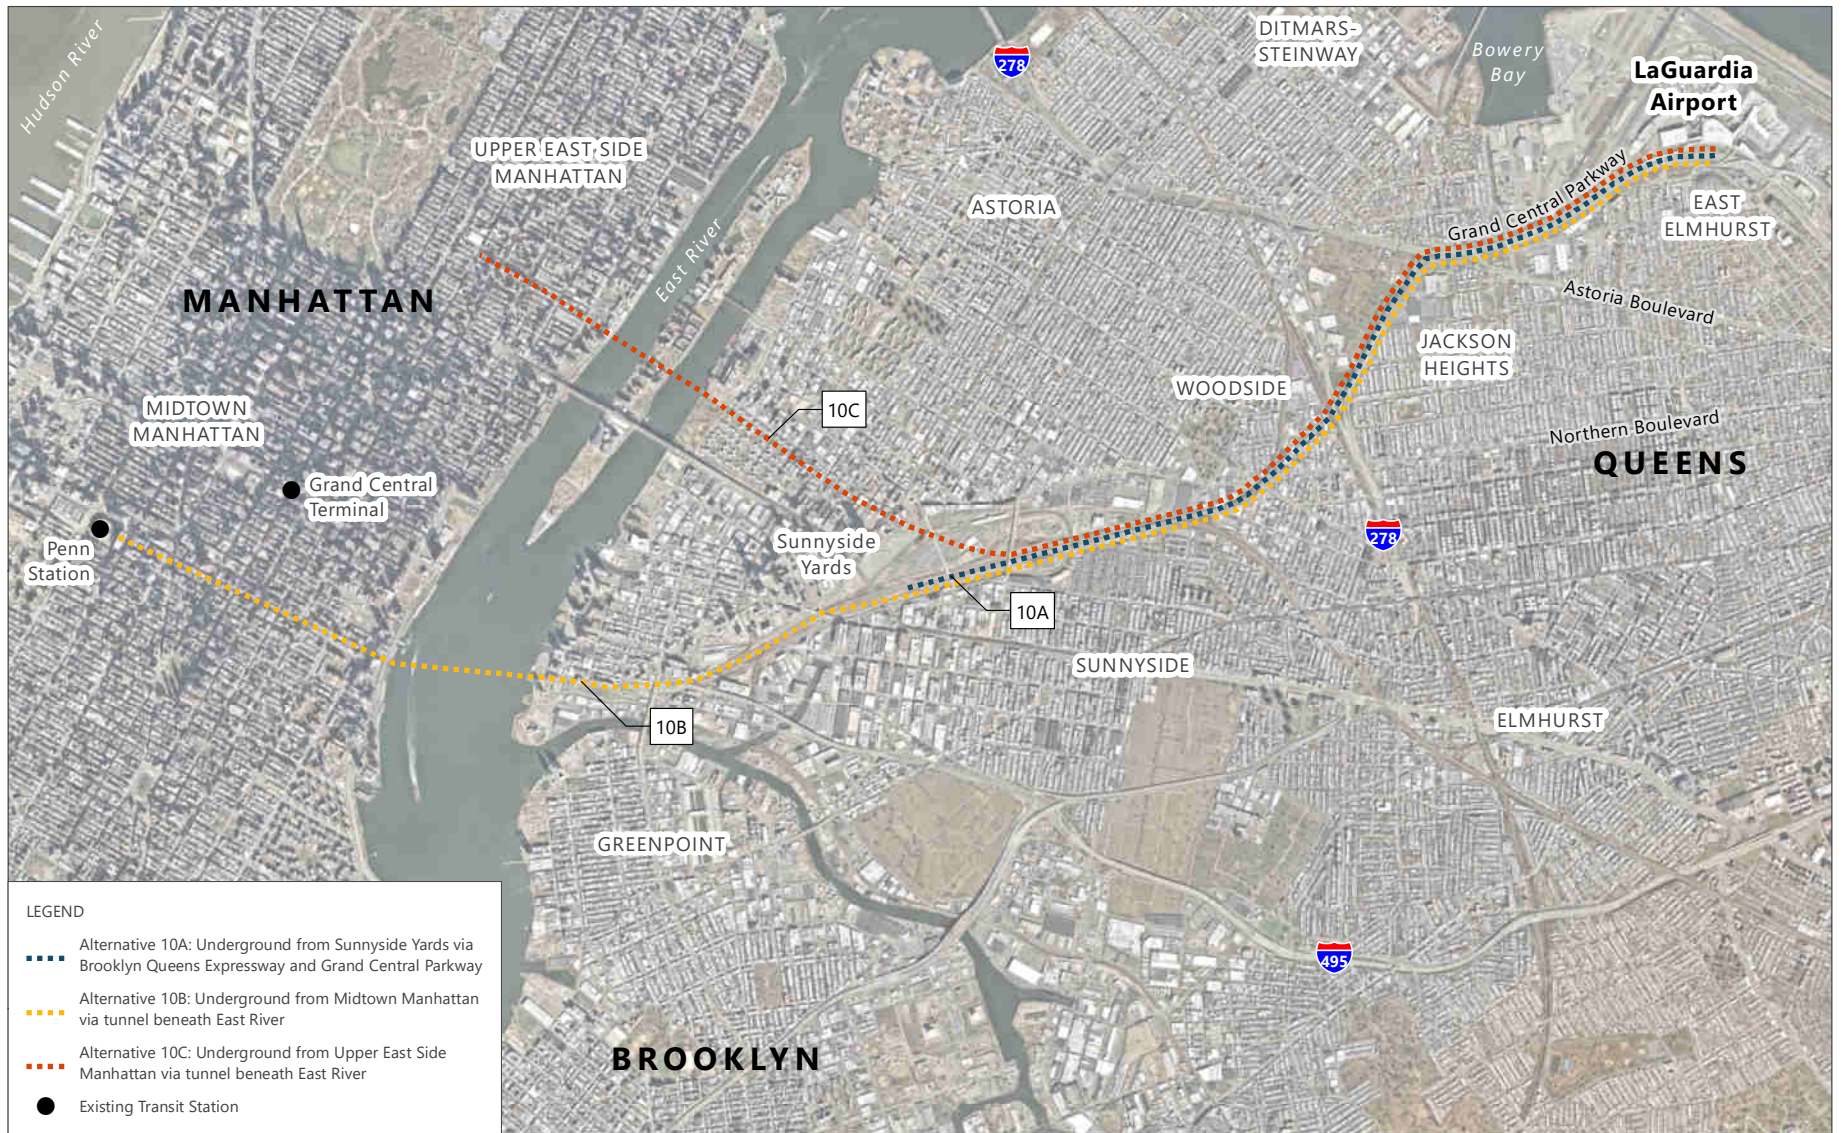 Hudson River
DITMARS-
STEINWAY
Bowery
Bay
278
LaGuardia
Airport
UPPER EAST SIDE
MANHATTAN
ASTORIA
Grand Central Parkway
EAST
ELMHURST
East River
MANHATTAN
Astoria Boulevard
JACKSON
HEIGHTS
WOODSIDE
MIDTOWN
MANHATTAN
10C
Northern Boulevard
QUEENS
Grand Central
Terminal
Penn
Station
Sunnyside
Yards
278
10A
SUNNYSIDE
10B
ELMHURST
GREENPOINT
495
BROOKLYN
LEGEND
Alternative 10A: Underground from Sunnyside Yards via
Brooklyn Queens Expressway and Grand Central Parkway
Alternative 10B: Underground from Midtown Manhattan
via tunnel beneath East River
Alternative 10C: Underground from Upper East Side
Manhattan via tunnel beneath East River
Existing Transit Station